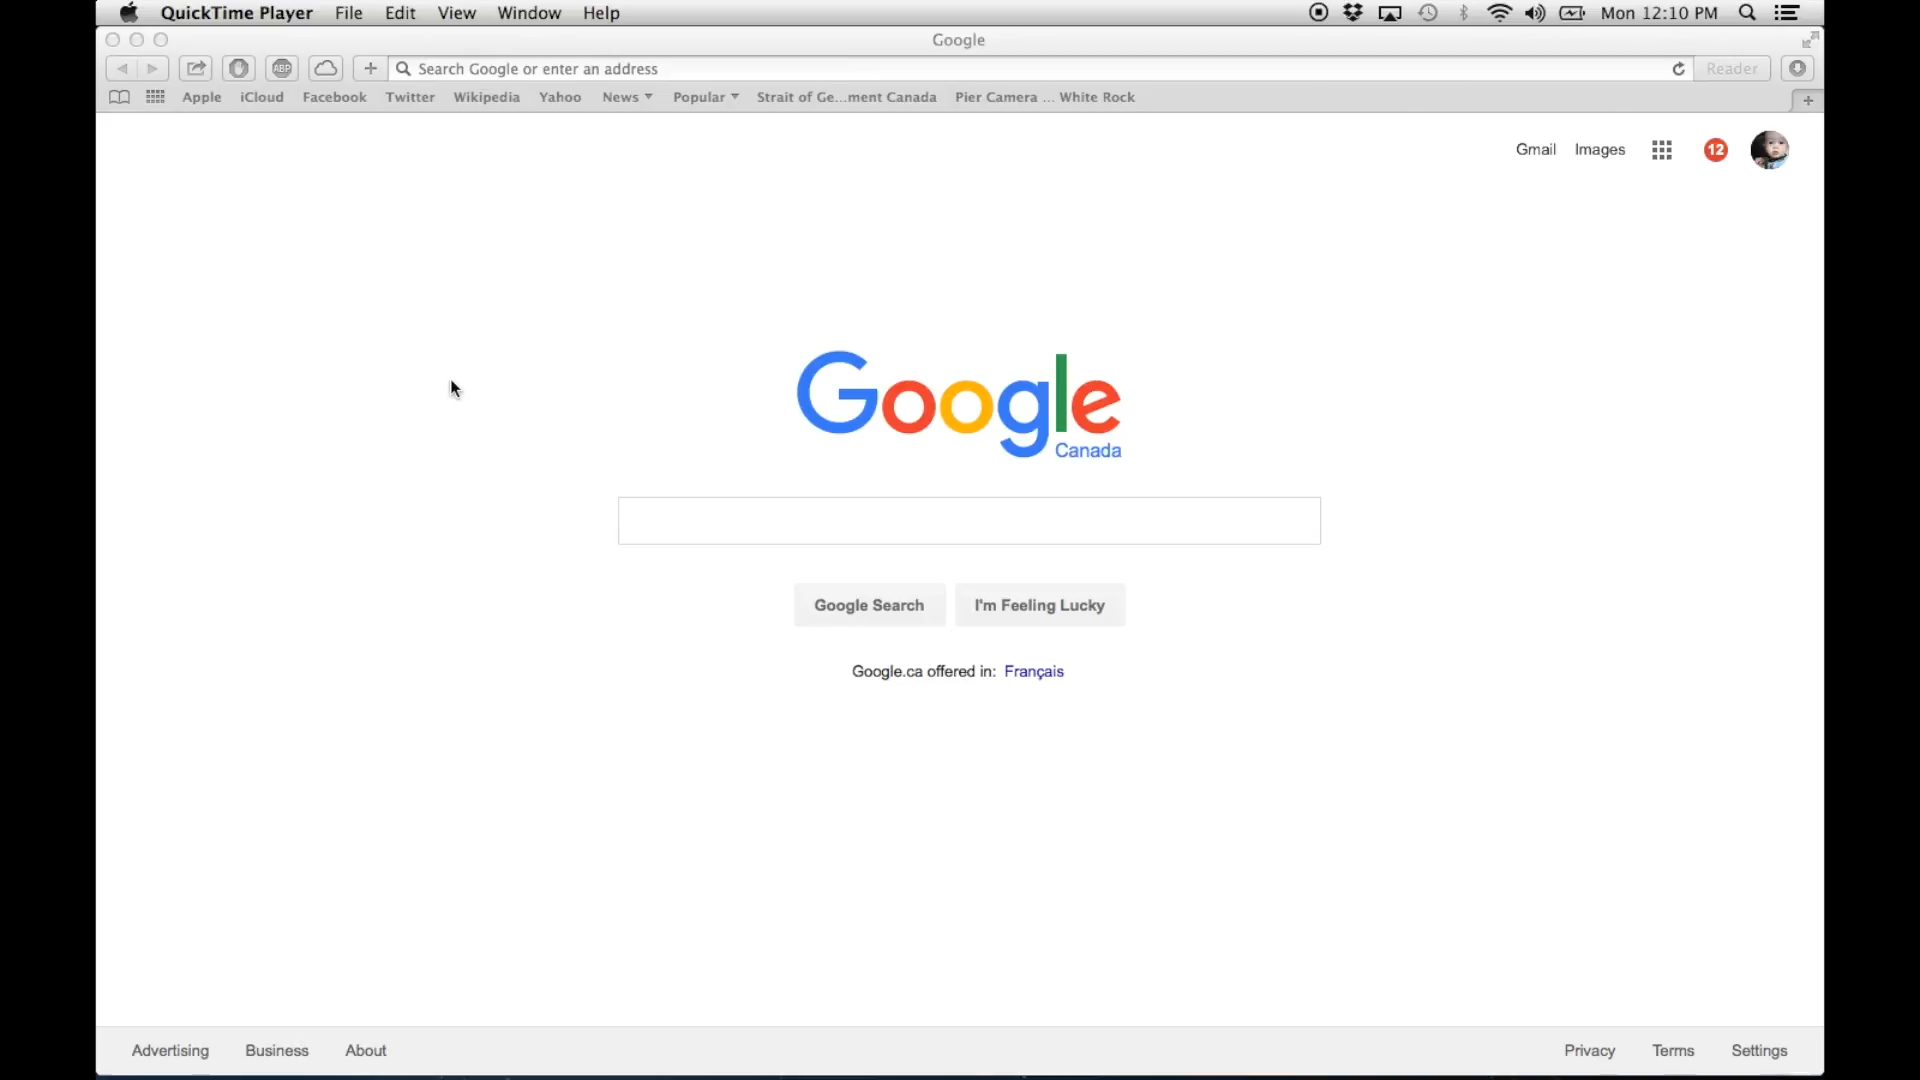 QuickTime Player File Edit View Window Help Mon 12:10 PM
Google
ABP Search Google or enter an address Reader
Apple iCloud Facebook Twitter Wikipedia Yahoo News Popular Strait of Ge...ment Canada Pier Camera ... White Rock
Gmail Images 12
Google
Canada
Google Search I'm Feeling Lucky
Google.ca offered in: Français
Advertising Business About Privacy Terms Settings